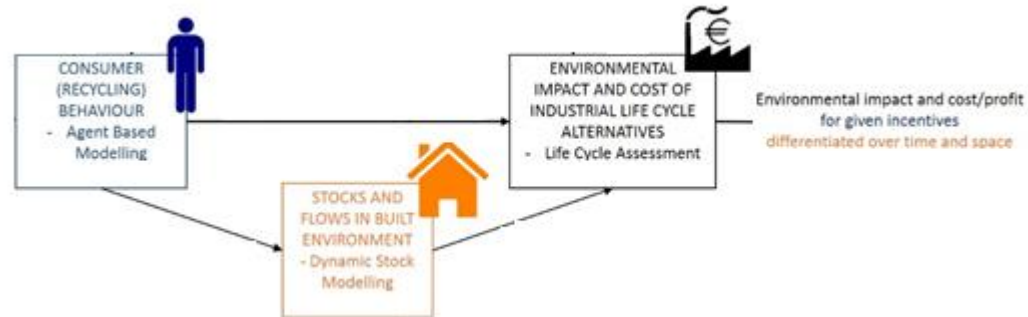 CONSUMER
(RECYCLING)
BEHAVIOUR
- Agent Based
Modelling
STOCKS AND
FLOWS IN BUILT
ENVIRONMENT
- Dynamic Stock
Modelling
€
ENVIRONMENTAL
IMPACT AND COST OF
INDUSTRIAL LIFE CYCLE
ALTERNATIVES
- Life Cycle Assessment
Environmental impact and cost/profit
for given incentives
differentiated over time and space